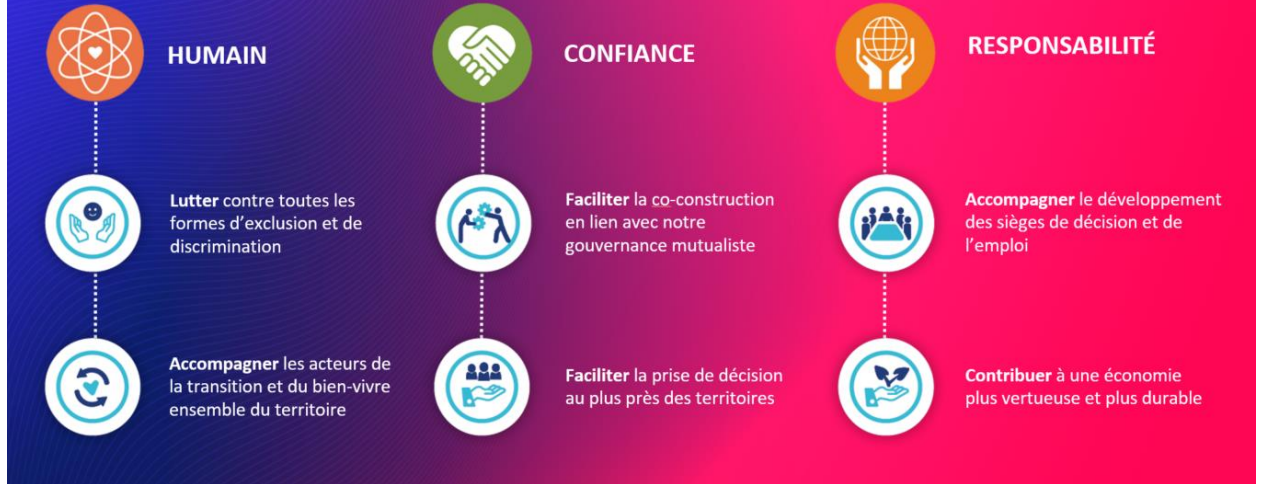 HUMAIN
Lutter contre toutes les
formes d’exclusion et de
discrimination
Accompagner les acteurs de
la transition et du bien-vivre
ensemble du territoire
CONFIANCE
Faciliter la co-construction
en lien avec notre
gouvernance mutualiste
Faciliter la prise de décision
au plus près des territoires
RESPONSABILITÉ
Accompagner le développement
des sièges de décision et de
l’emploi
Contribuer à une économie
plus vertueuse et plus durable